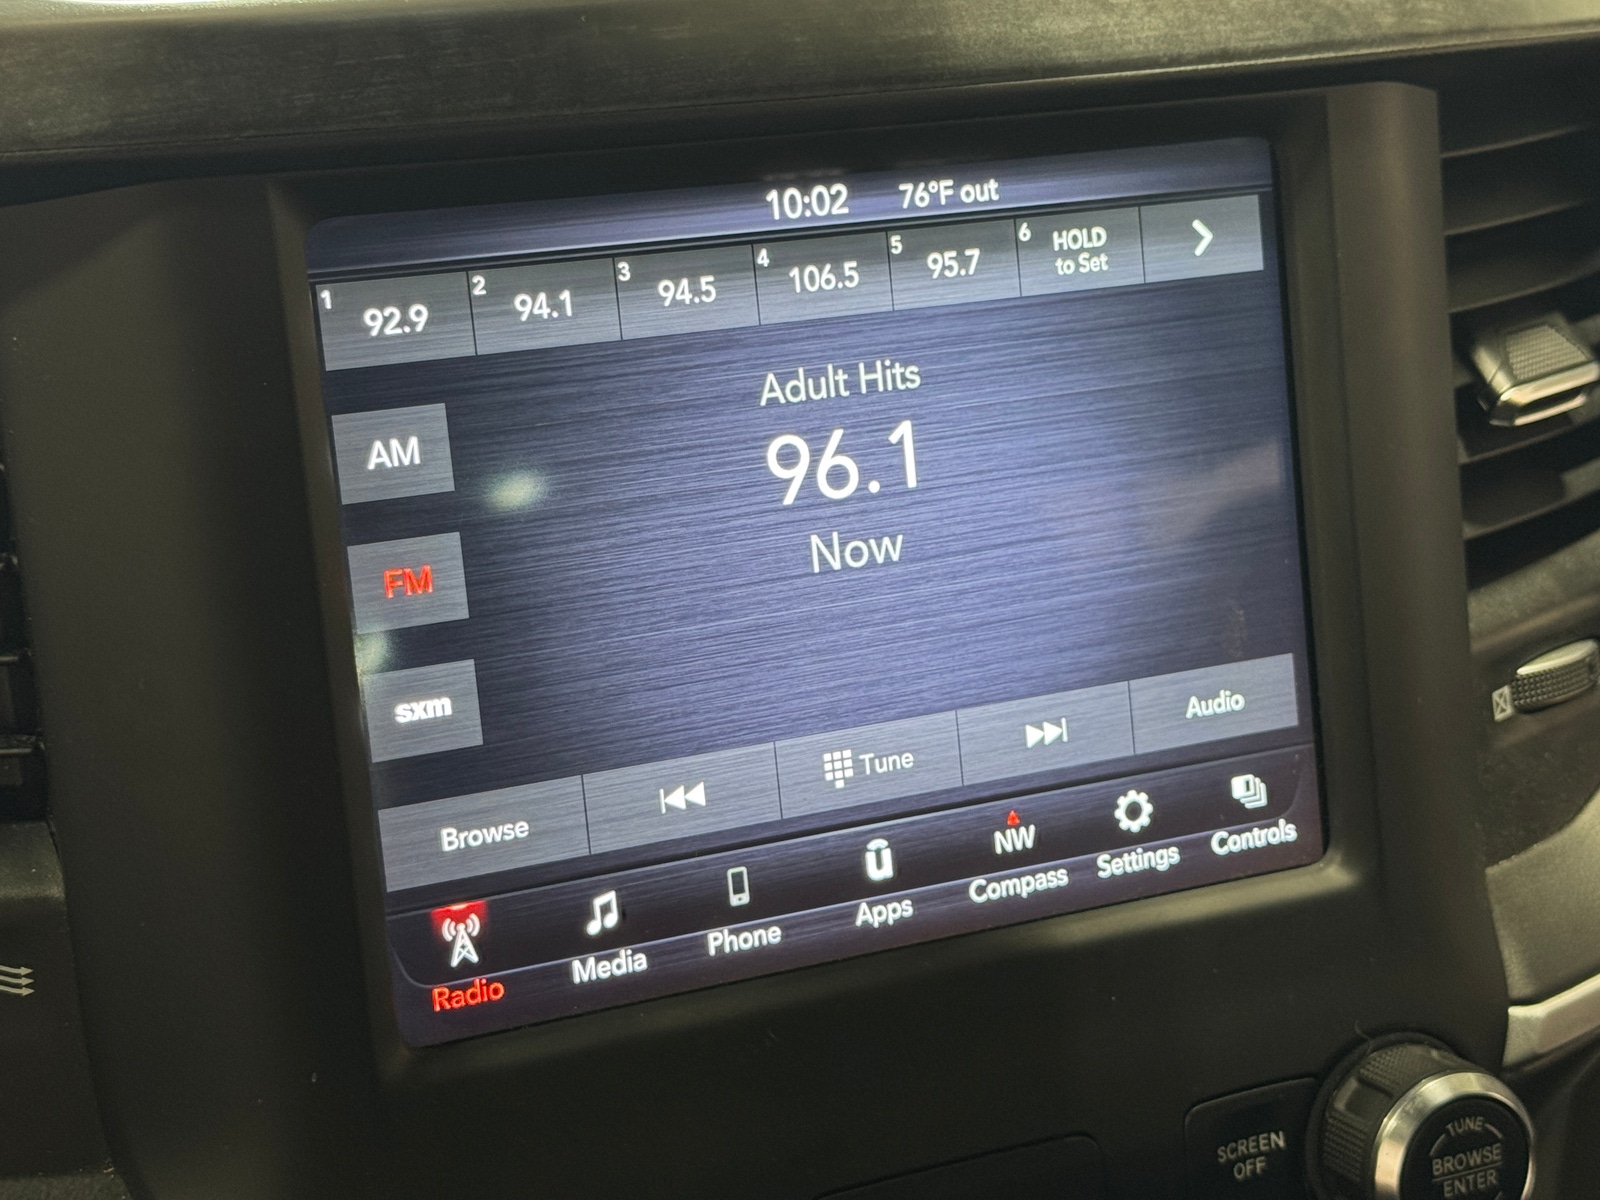 10:02 76°F out
1 92.9 2 94.1 3 94.5 4 106.5 5 95.7 6 HOLD to Set
Adult Hits
96.1
Now
AM
FM
sxm
Browse Tune Audio
Radio Media Phone Apps NW Compass Settings Controls
SCREEN
OFF
TUNE
BROWSE
ENTER